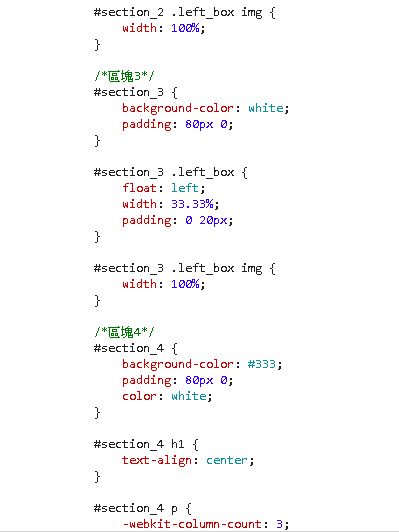 #section_2 .left_box img {
width: 100%;
}
/*區塊3*/
#section_3 {
background-color: white;
padding: 80px 0;
}
#section_3 .left_box {
float: left;
width: 33.33%;
padding: 0 20px;
}
#section_3 .left_box img {
width: 100%;
}
/*區塊4*/
#section_4 {
background-color: #333;
padding: 80px 0;
color: white;
}
#section_4 h1 {
text-align: center;
}
#section_4 p {
-webkit-column-count: 3;